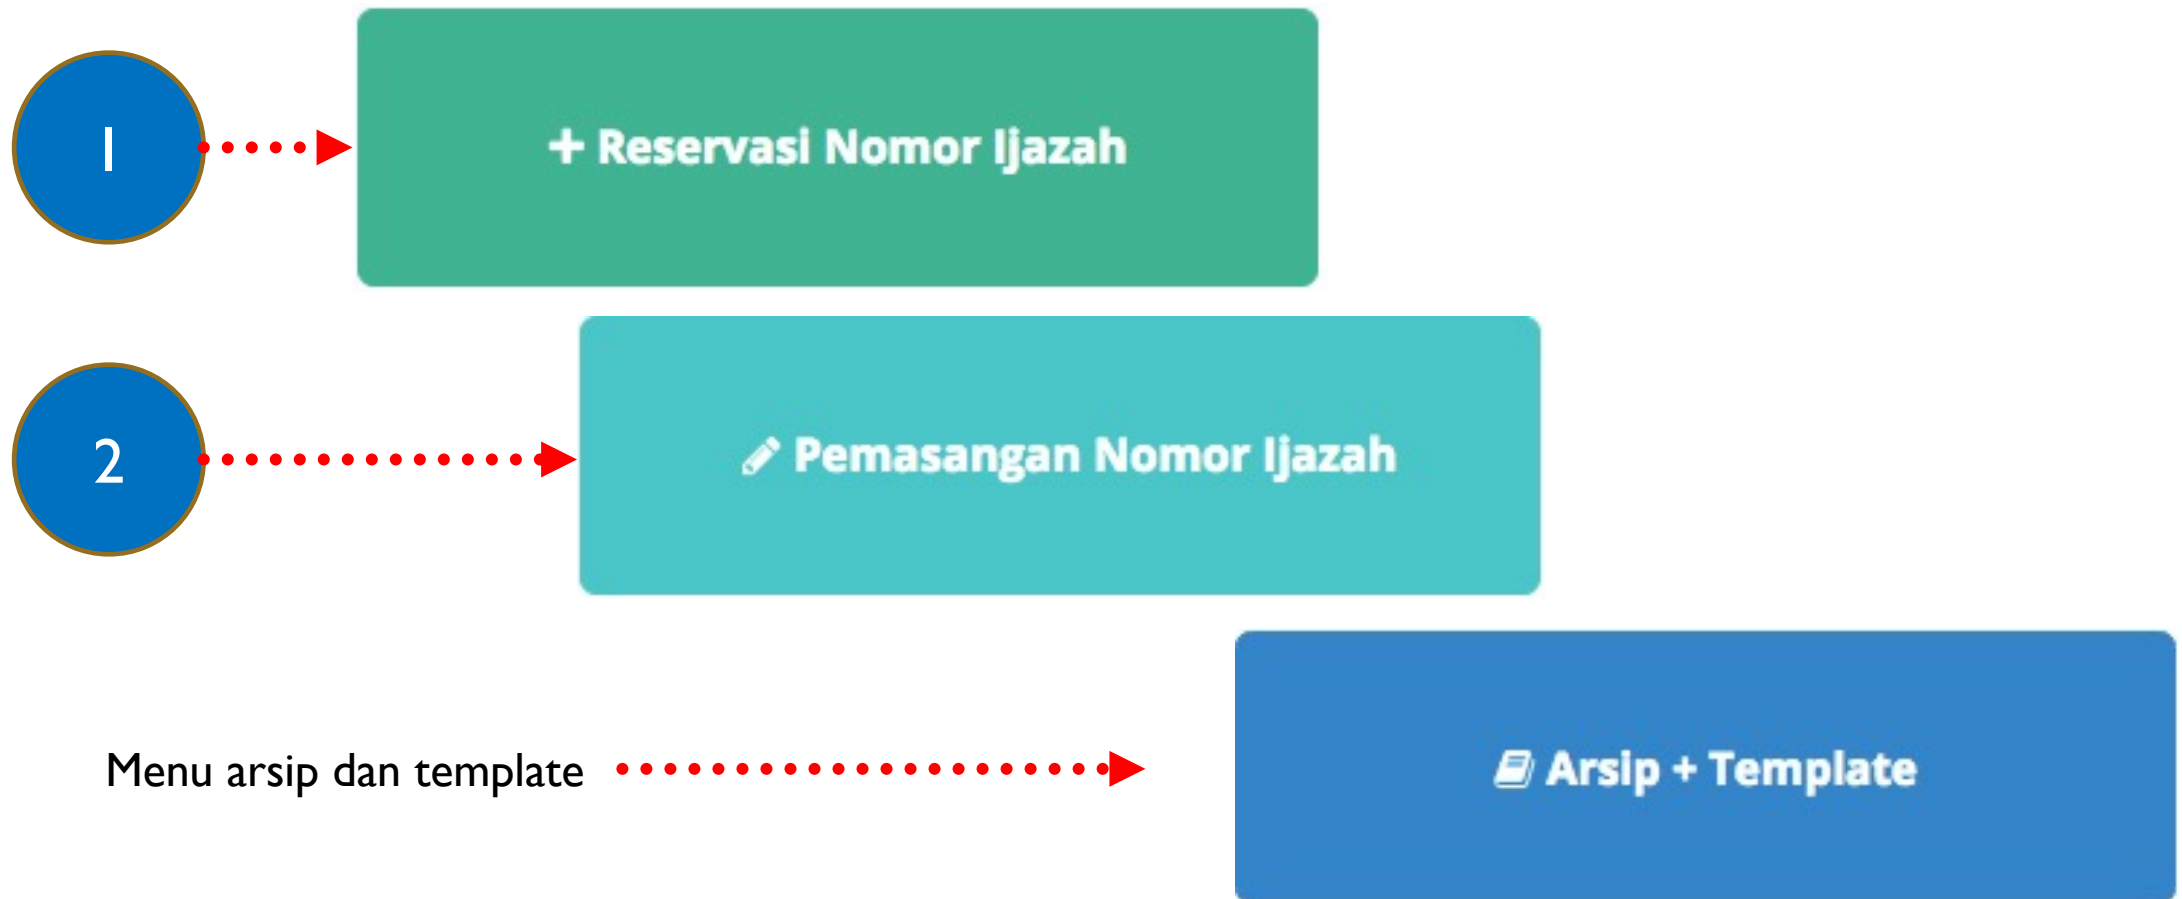 1
+ Reservasi Nomor Ijazah
2
Pemasangan Nomor Ijazah
Menu arsip dan template
Arsip + Template